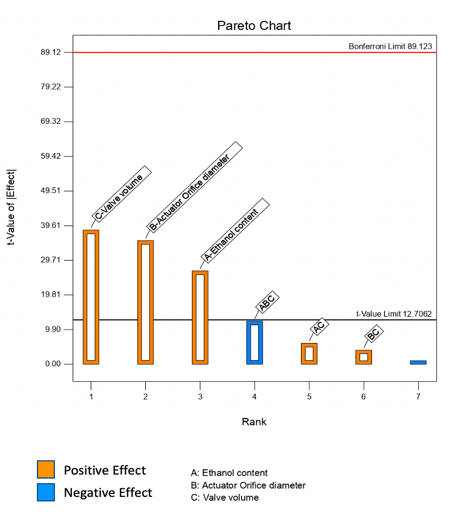 Pareto Chart
Bonferroni Limit 89.123
89.12
79.22
69.32
59.42
49.51
39.61
29.71
19.81
9.90
0.00
t-Value of |Effect|
C-Valve volume
B-Actuator Orifice diameter
A-Ethanol content
ABC
AC
BC
t-Value Limit 12.7062
1 2 3 4 5 6 7
Rank
Positive Effect
Negative Effect
A: Ethanol content
B: Actuator Orifice diameter
C: Valve volume